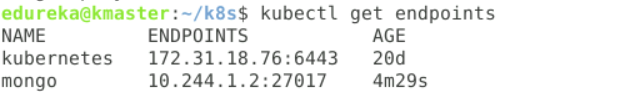 edureka@kmaster:~/k8s$ kubectl get endpoints
NAME ENDPOINTS AGE
kubernetes 172.31.18.76:6443 20d
mongo 10.244.1.2:27017 4m29s